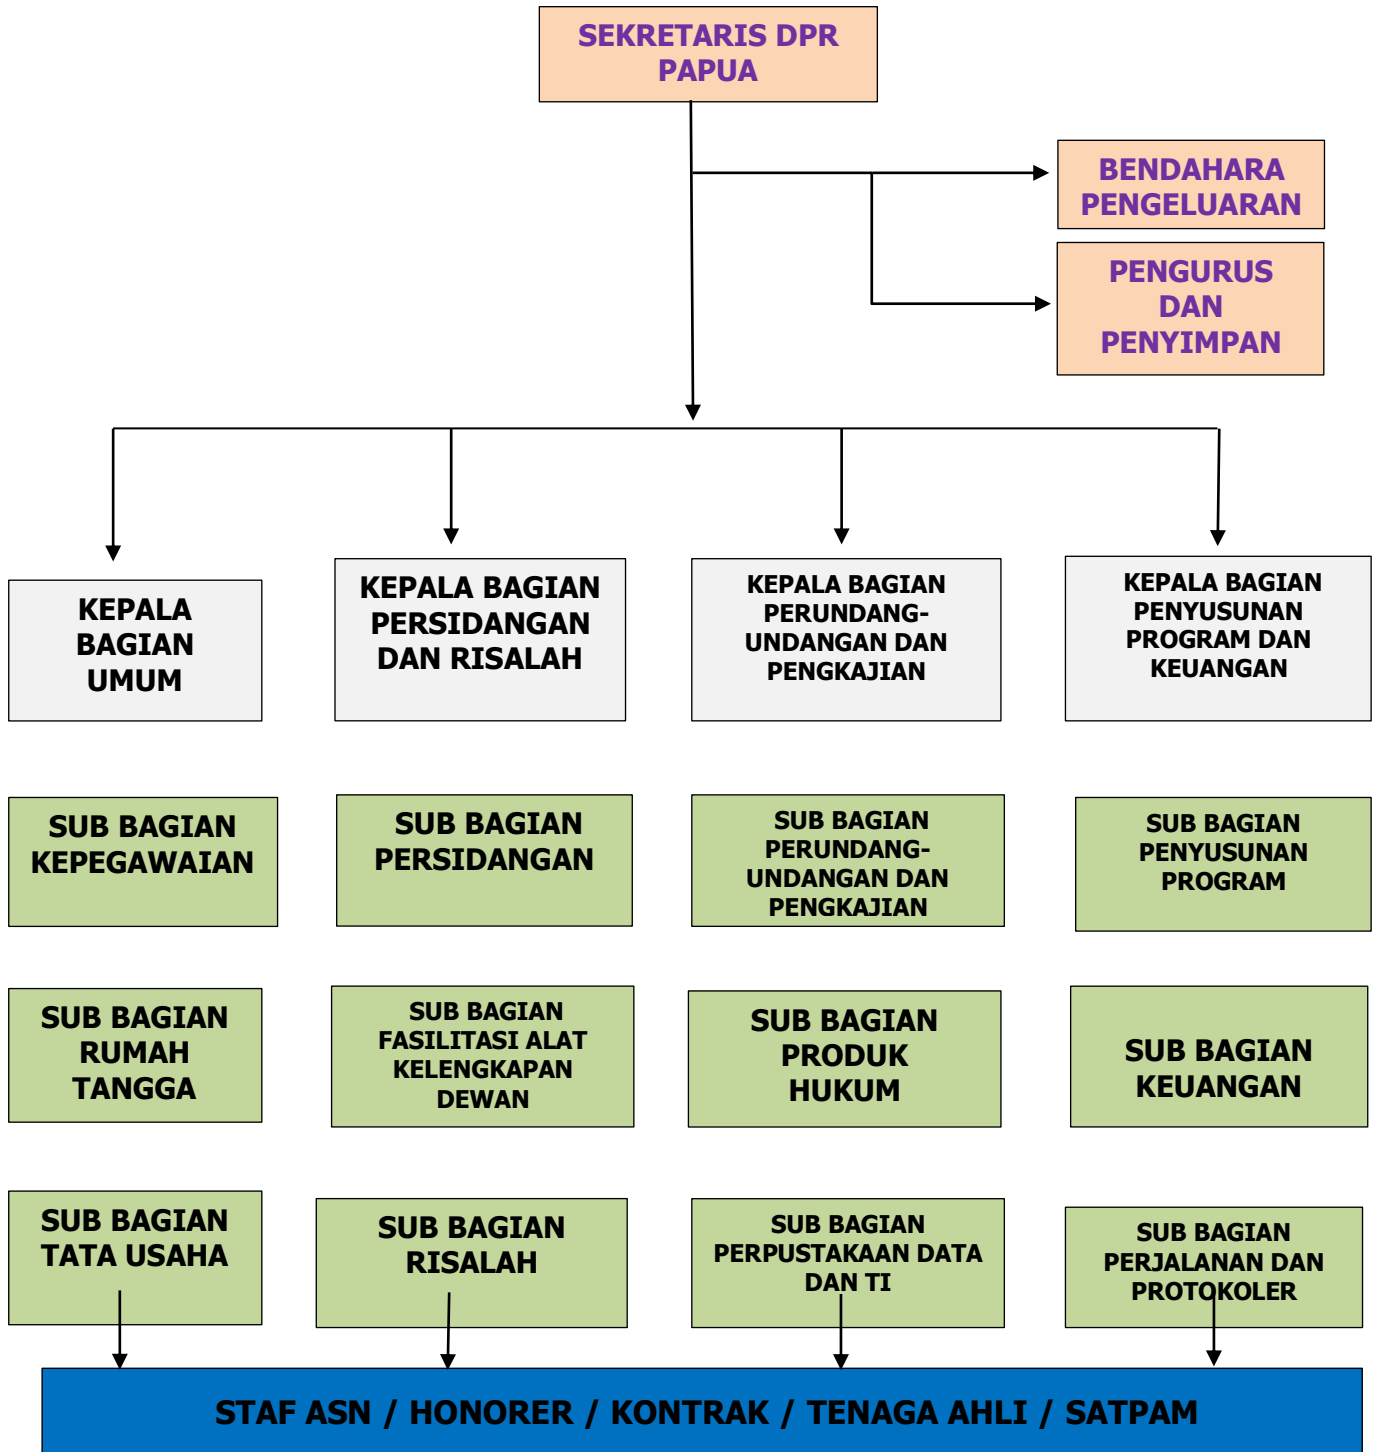 SEKRETARIS DPR
PAPUA
BENDAHARA
PENGELUARAN
PENGURUS
DAN
PENYIMPAN
KEPALA
BAGIAN
UMUM
KEPALA BAGIAN
PERSIDANGAN
DAN RISALAH
KEPALA BAGIAN
PERUNDANG-
UNDANGAN DAN
PENGKAJIAN
KEPALA BAGIAN
PENYUSUNAN
PROGRAM DAN
KEUANGAN
SUB BAGIAN
KEPEGAWAIAN
SUB BAGIAN
PERSIDANGAN
SUB BAGIAN
PERUNDANG-
UNDANGAN DAN
PENGKAJIAN
SUB BAGIAN
PENYUSUNAN
PROGRAM
SUB BAGIAN
RUMAH
TANGGA
SUB BAGIAN
FASILITASI ALAT
KELENGKAPAN
DEWAN
SUB BAGIAN
PRODUK
HUKUM
SUB BAGIAN
KEUANGAN
SUB BAGIAN
TATA USAHA
SUB BAGIAN
RISALAH
SUB BAGIAN
PERPUSTAKAAN DATA
DAN TI
SUB BAGIAN
PERJALANAN DAN
PROTOKOLER
STAF ASN / HONORER / KONTRAK / TENAGA AHLI / SATPAM